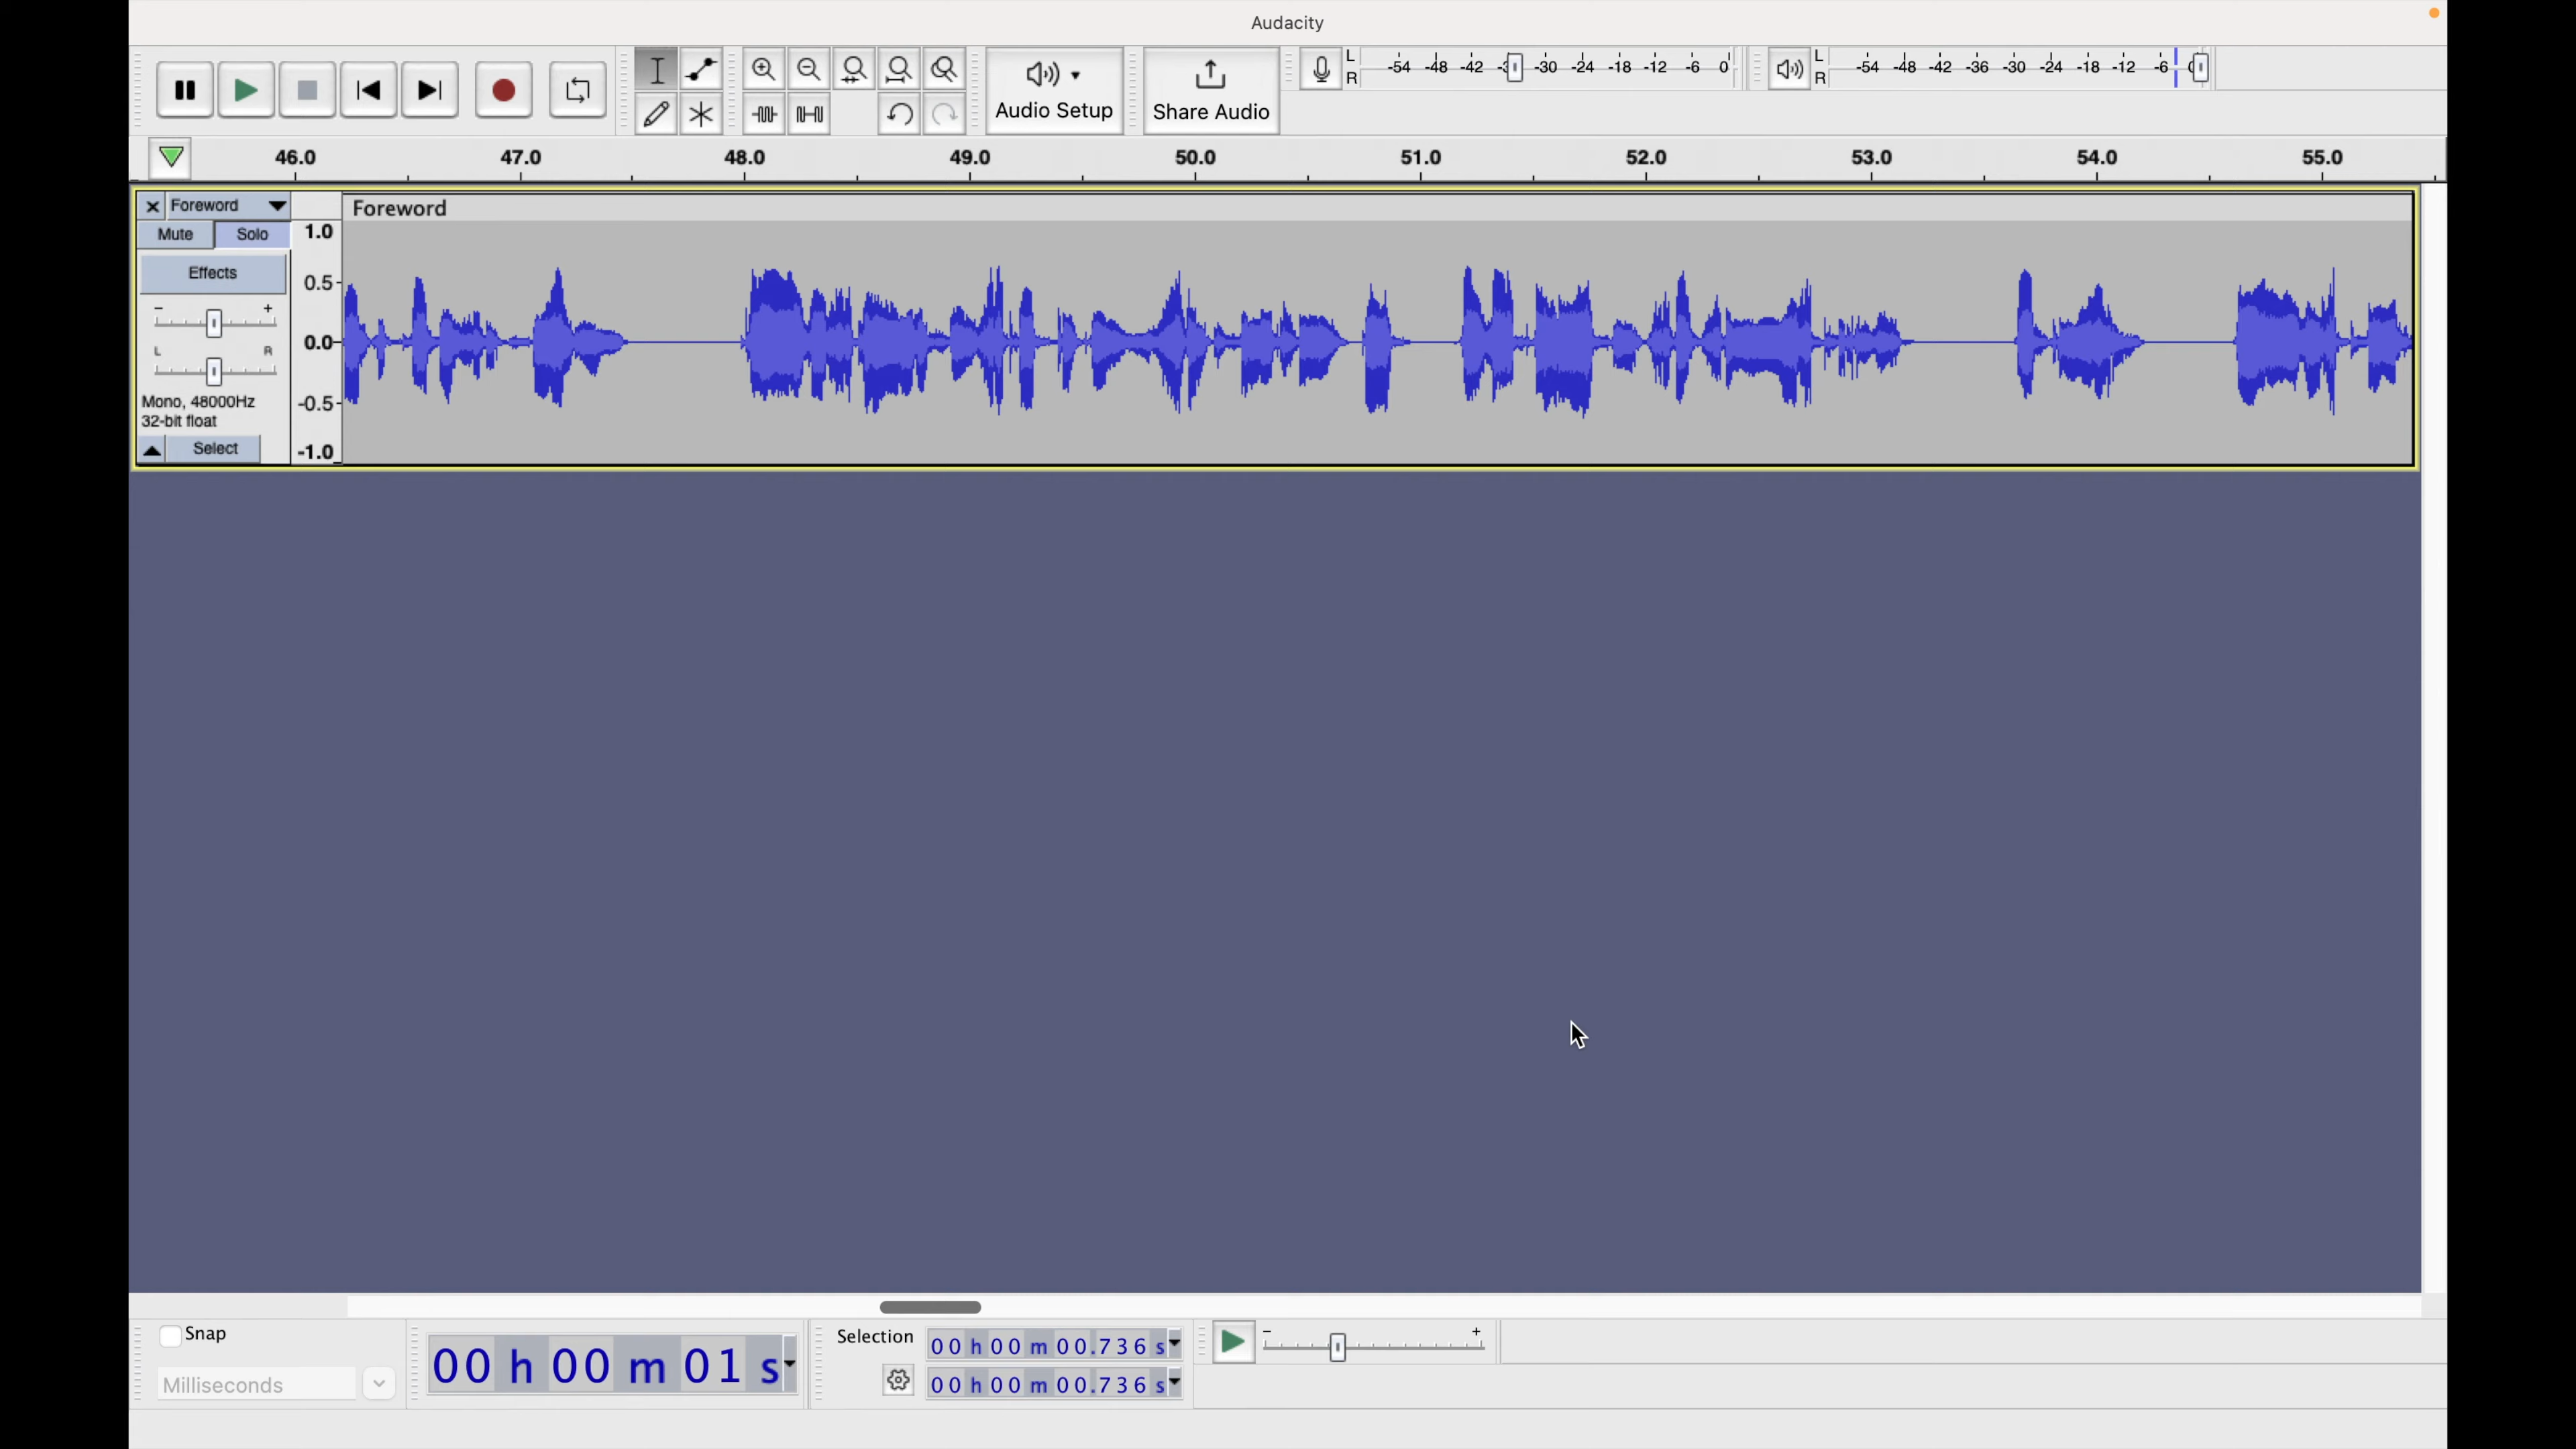 Audacity
L -54 -48 -42 -30 -24 -18 -12 -6 0
R
L -54 -48 -42 -36 -30 -24 -18 -12 -6
R
Audio Setup
Share Audio
46.0 47.0 48.0 49.0 50.0 51.0 52.0 53.0 54.0 55.0
Foreword
Foreword
Mute Solo
Effects
- +
L R
Mono, 48000Hz
32-bit float
Select
1.0
0.5
0.0
-0.5
-1.0
Snap
Milliseconds
00 h 00 m 01 s
Selection
00 h 00 m 00.736 s
00 h 00 m 00.736 s
- +